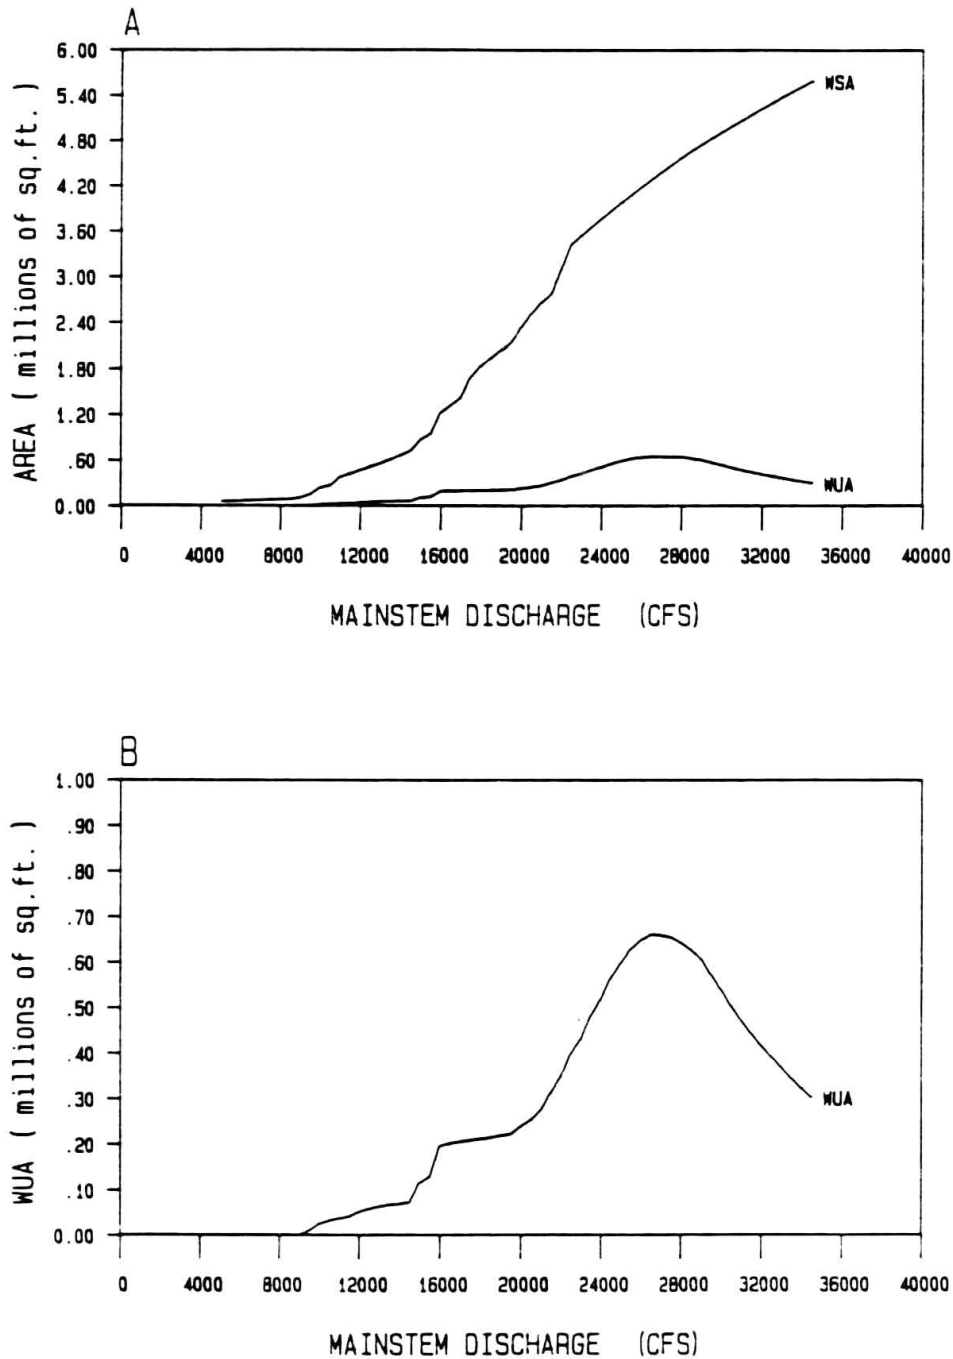 A
AREA ( millions of sq.ft. )
6.00
5.40
4.80
4.20
3.60
3.00
2.40
1.80
1.20
.60
0.00
WSA
WUA
0 4000 8000 12000 16000 20000 24000 28000 32000 36000 40000
MAINSTEM DISCHARGE (CFS)
B
WUA ( millions of sq.ft. )
1.00
.90
.80
.70
.60
.50
.40
.30
.20
.10
0.00
WUA
0 4000 8000 12000 16000 20000 24000 28000 32000 36000 40000
MAINSTEM DISCHARGE (CFS)